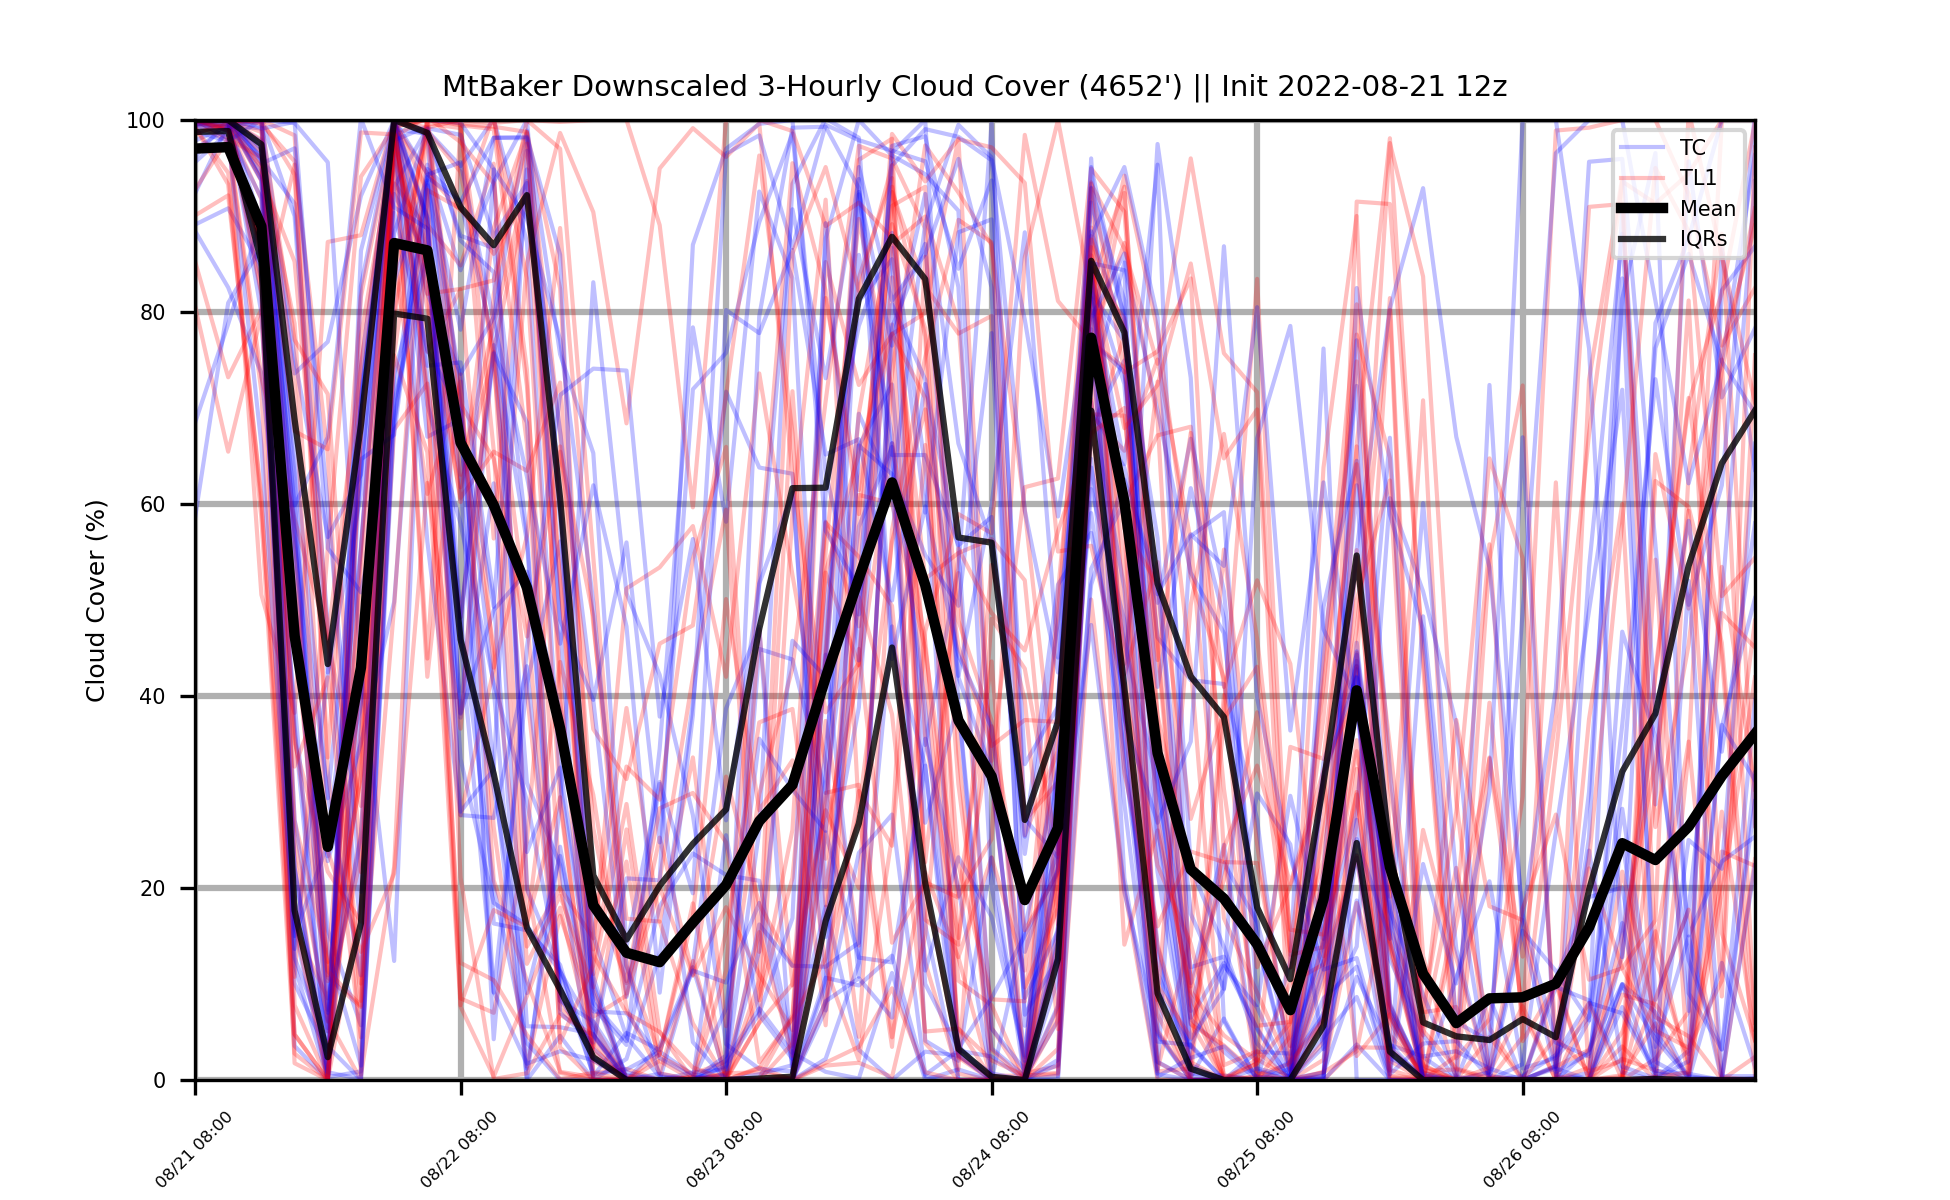 MtBaker Downscaled 3-Hourly Cloud Cover (4652') || Init 2022-08-21 12z
Cloud Cover (%)
100
80
60
40
20
0
TC
TL1
Mean
IQRs
08/21 08:00
08/22 08:00
08/23 08:00
08/24 08:00
08/25 08:00
08/26 08:00